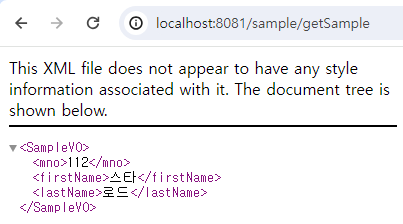 localhost:8081/sample/getSample
This XML file does not appear to have any style
information associated with it. The document tree is
shown below.
▼<SampleVO>
<mno>112</mno>
<firstName>스타</firstName>
<lastName>로드</lastName>
</SampleVO>